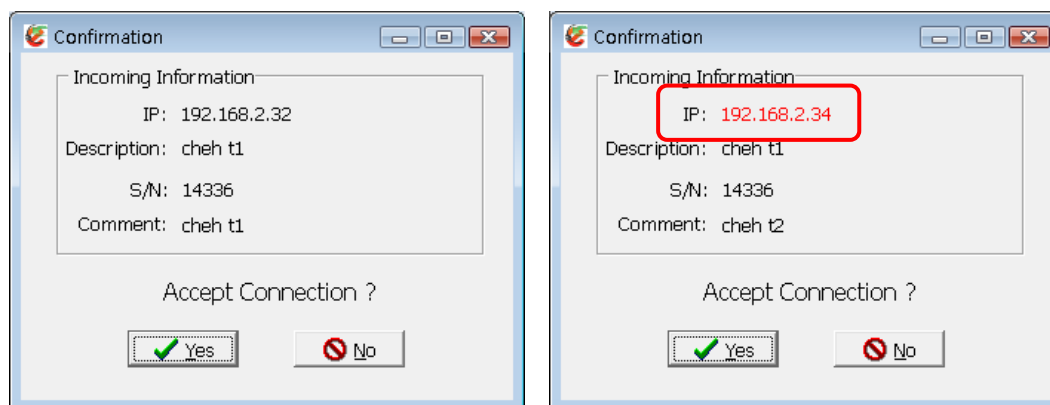 Confirmation
Incoming Information
IP: 192.168.2.32
Description: cheh t1
S/N: 14336
Comment: cheh t1
Accept Connection ?
Yes
No
Confirmation
Incoming Information
IP: 192.168.2.34
Description: cheh t1
S/N: 14336
Comment: cheh t2
Accept Connection ?
Yes
No